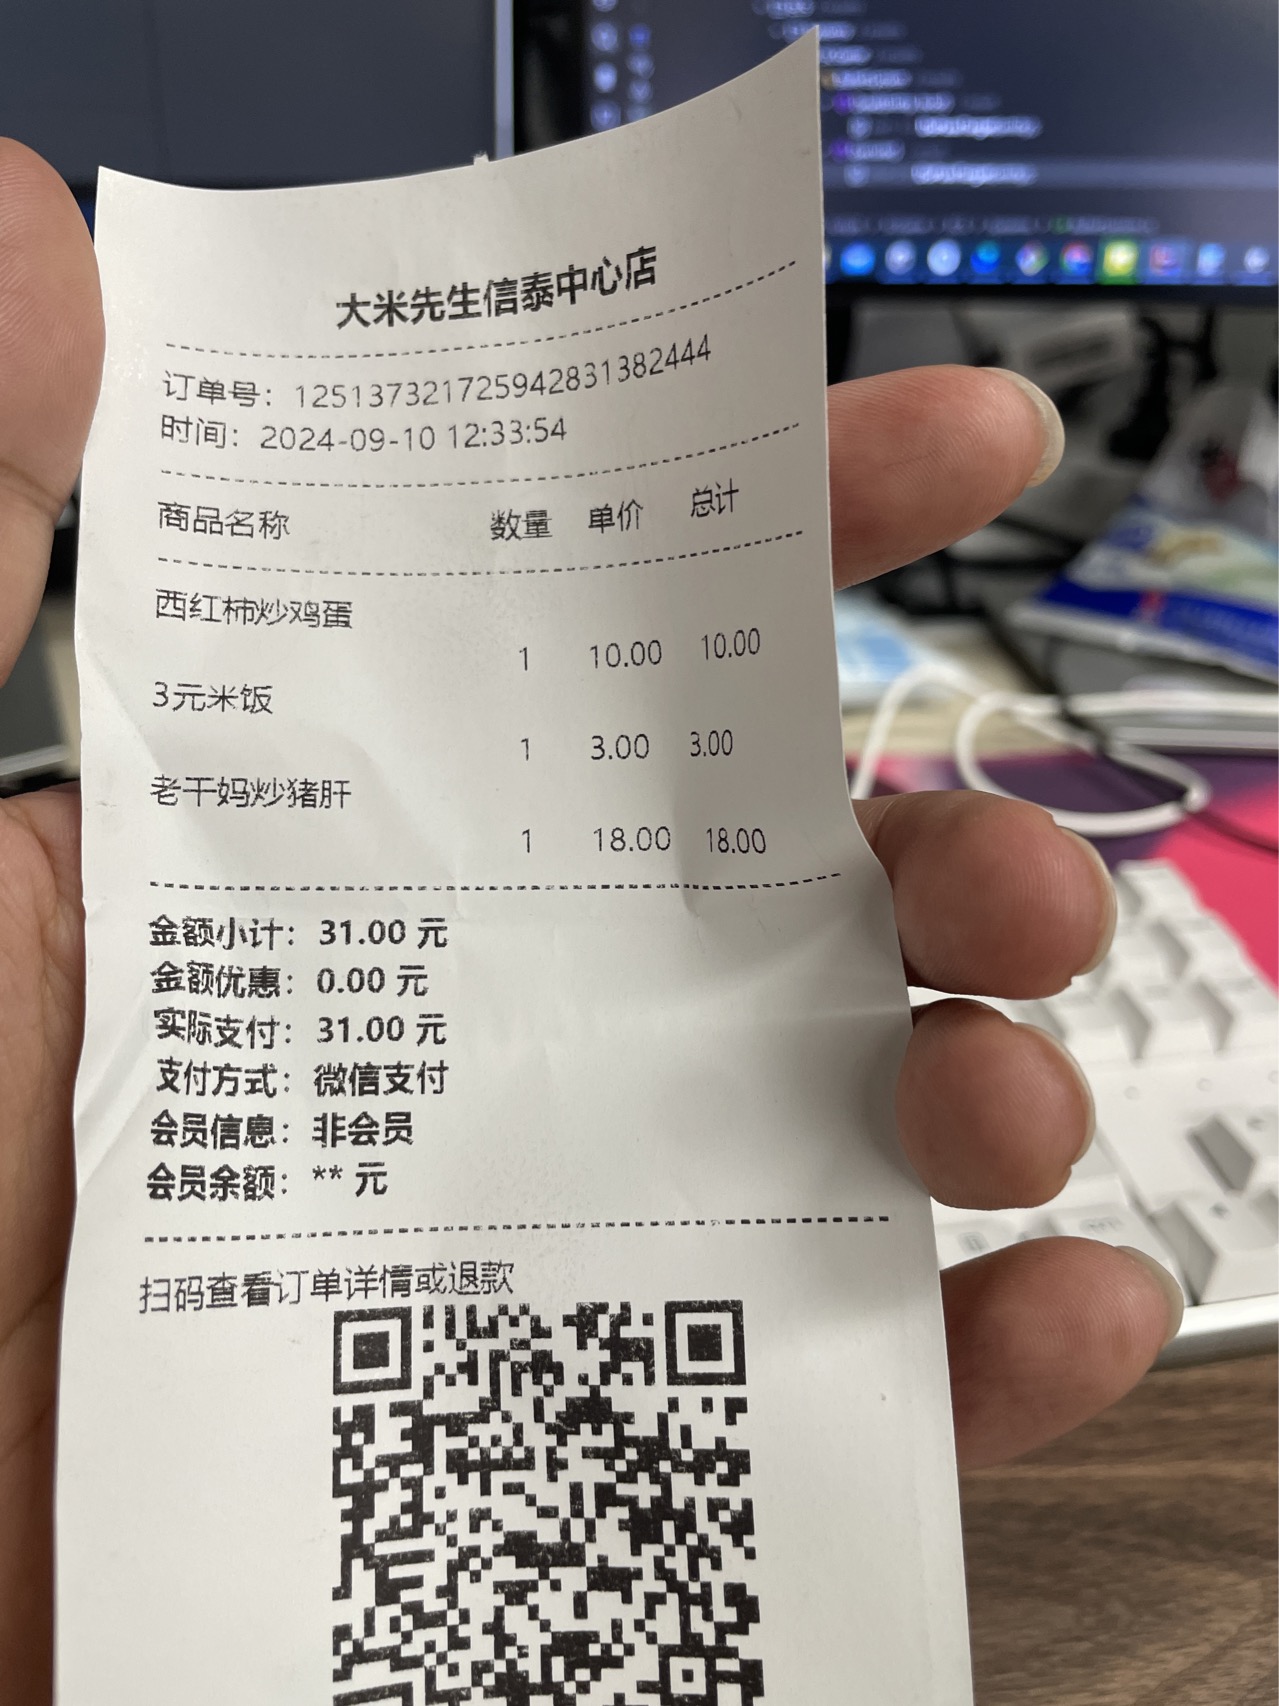 大米先生信泰中心店
订单号：1251373217259428313824​44
时间：2024-09-10 12:33:54
商品名称 数量 单价 总计
西红柿炒鸡蛋
1 10.00 10.00
3元米饭
1 3.00 3.00
老干妈炒猪肝
1 18.00 18.00
金额小计：31.00 元
金额优惠：0.00 元
实际支付：31.00 元
支付方式：微信支付
会员信息：非会员
会员余额：** 元
扫码查看订单详情或退款